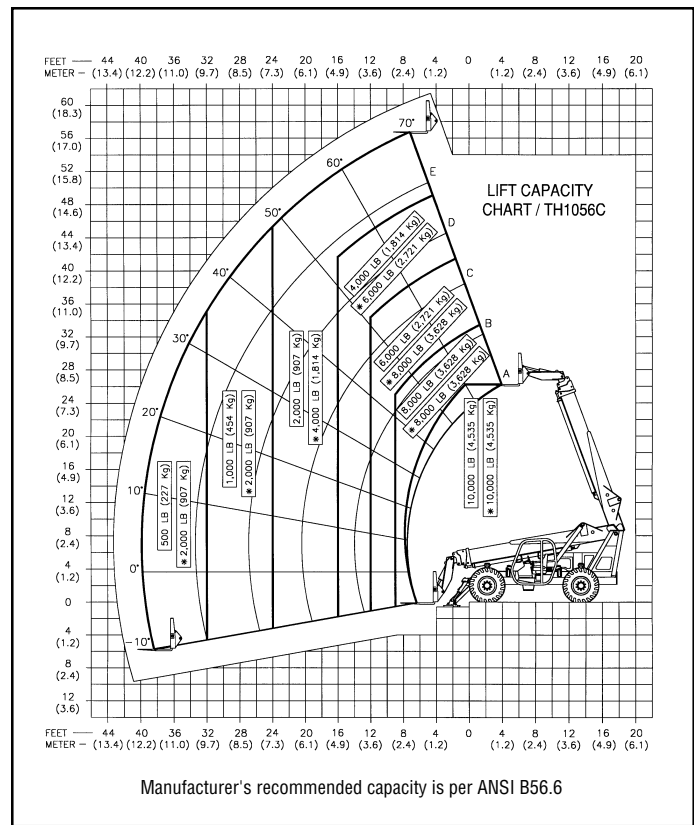 FEET — 44 40 36 32 28 24 20 16 12 8 4 0 4 8 12 16 20
METER – (13.4) (12.2) (11.0) (9.7) (8.5) (7.3) (6.1) (4.9) (3.6) (2.4) (1.2) (1.2) (2.4) (3.6) (4.9) (6.1)
60
(18.3)
56
(17.0)
52
(15.8)
48
(14.6)
44
(13.4)
40
(12.2)
36
(11.0)
32
(9.7)
28
(8.5)
24
(7.3)
20
(6.1)
16
(4.9)
12
(3.6)
8
(2.4)
4
(1.2)
0
4
(1.2)
8
(2.4)
12
(3.6)
70°
60°
50°
40°
30°
20°
10°
0°
-10°
LIFT CAPACITY
CHART / TH1056C
E
D
C
B
A
4,000 LB (1,814 Kg)
* 6,000 LB (2,721 Kg)
6,000 LB (2,721 Kg)
* 8,000 LB (3,628 Kg)
8,000 LB (3,628 Kg)
* 8,000 LB (3,628 Kg)
10,000 LB (4,535 Kg)
* 10,000 LB (4,535 Kg)
2,000 LB (907 Kg)
* 4,000 LB (1,814 Kg)
1,000 LB (454 Kg)
* 2,000 LB (907 Kg)
500 LB (227 Kg)
* 2,000 LB (907 Kg)
FEET — 44 40 36 32 28 24 20 16 12 8 4 0 4 8 12 16 20
METER – (13.4) (12.2) (11.0) (9.7) (8.5) (7.3) (6.1) (4.9) (3.6) (2.4) (1.2) (1.2) (2.4) (3.6) (4.9) (6.1)
Manufacturer's recommended capacity is per ANSI B56.6